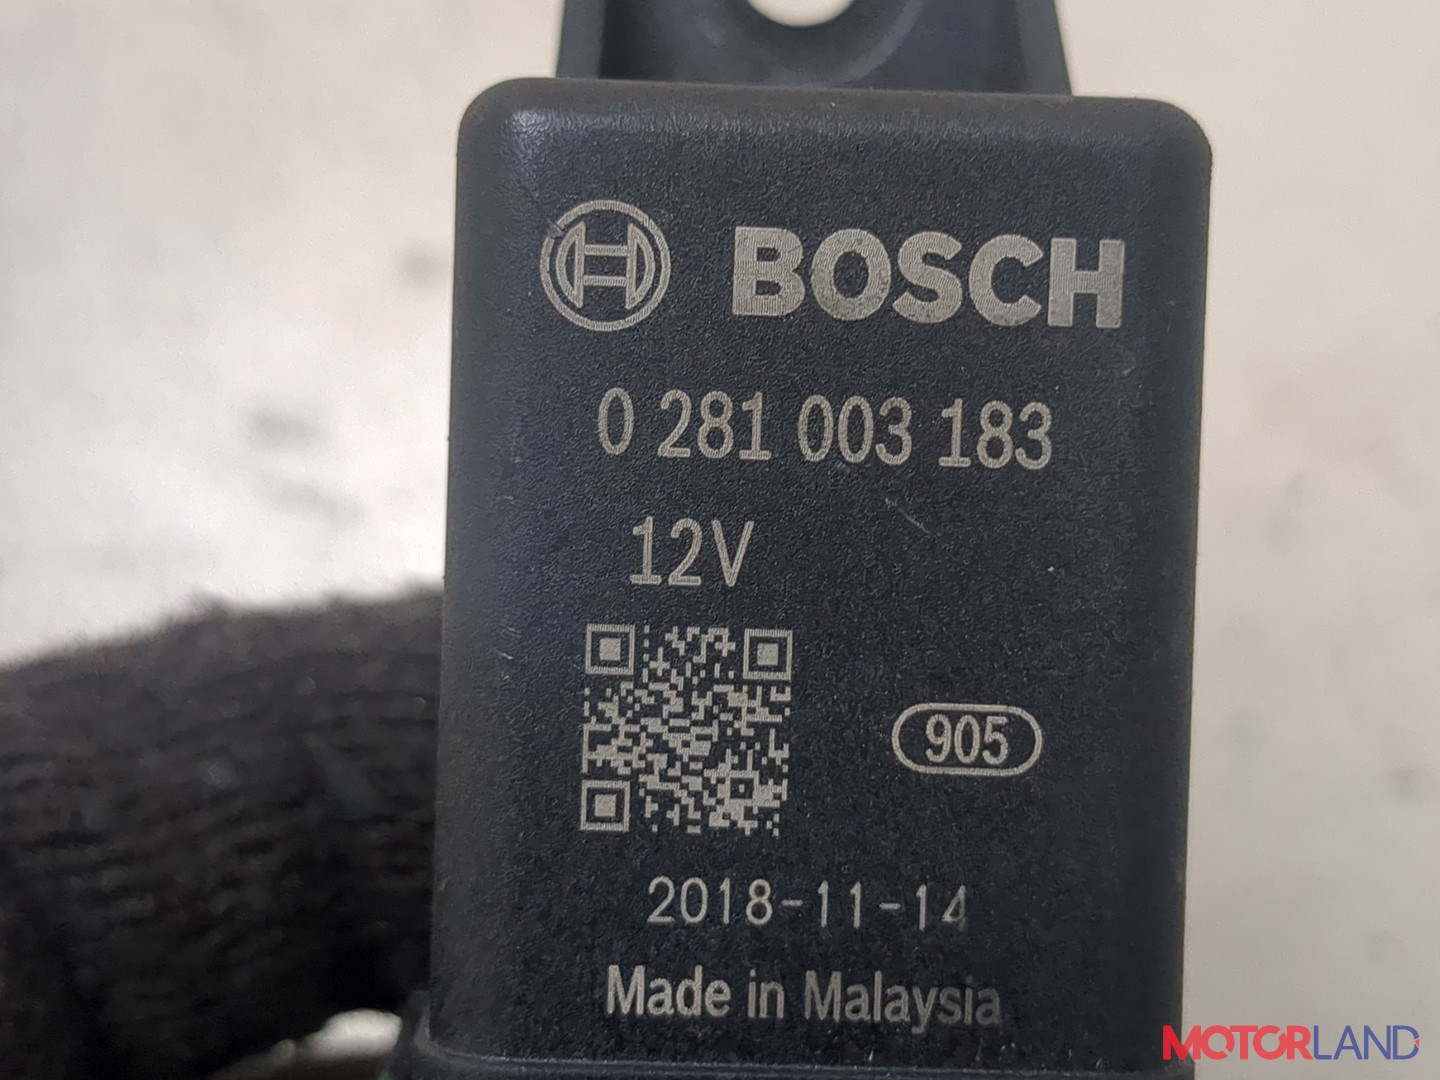 BOSCH
0 281 003 183
12V
905
2018-11-14
Made in Malaysia
MOTORLAND